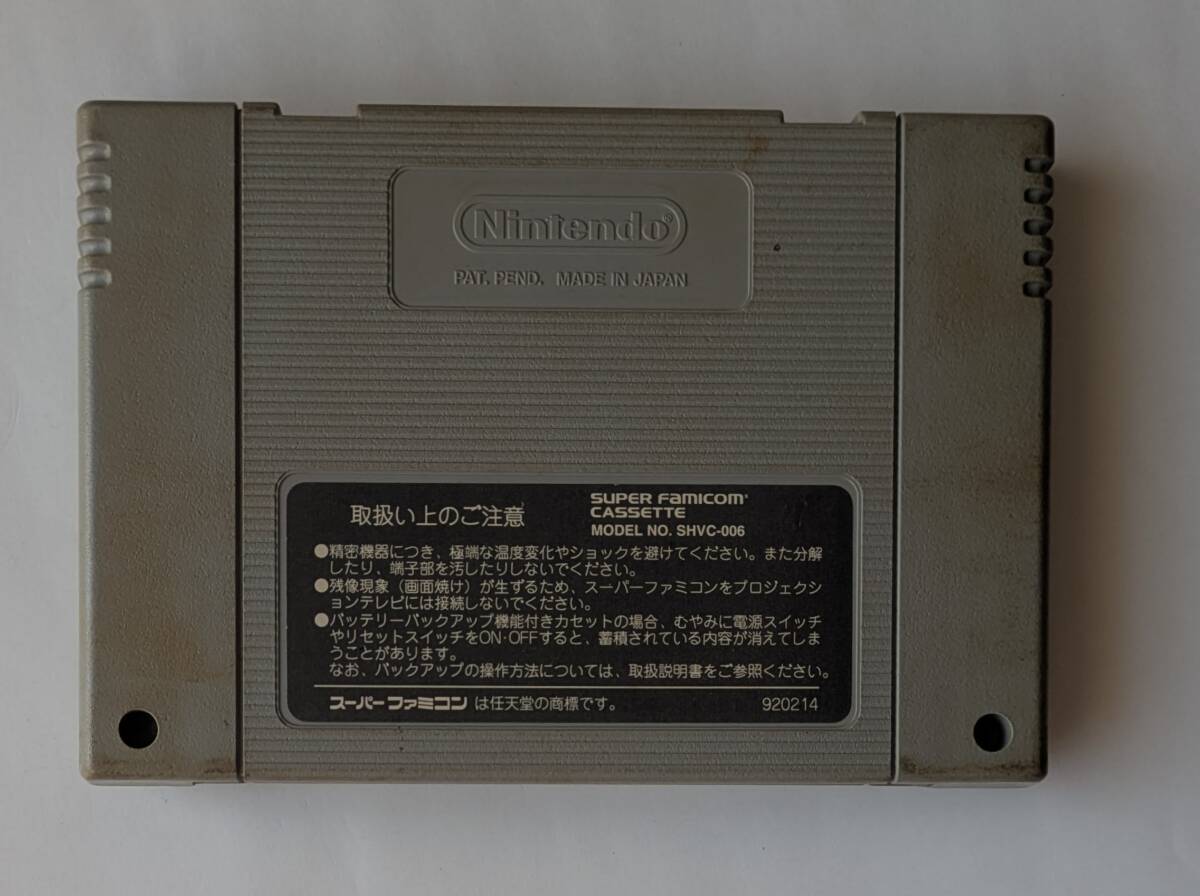 Nintendo®
PAT. PEND. MADE IN JAPAN
取扱い上のご注意
SUPER FAMICOM
CASSETTE
MODEL NO. SHVC-006
●精密機器につき、極端な温度変化やショックを避けてください。また分解
したり、端子部を汚したりしないでください。
●残像現象（画面焼け）が生ずるため、スーパーファミコンをプロジェクシ
ョンテレビには接続しないでください。
●バッテリーバックアップ機能付きカセットの場合、むやみに電源スイッチ
やリセットスイッチをON·OFFすると、蓄積されている内容が消えてしま
うことがあります。
なお、バックアップの操作方法については、取扱説明書をご参照ください。
スーパーファミコン は任天堂の商標です。
920214